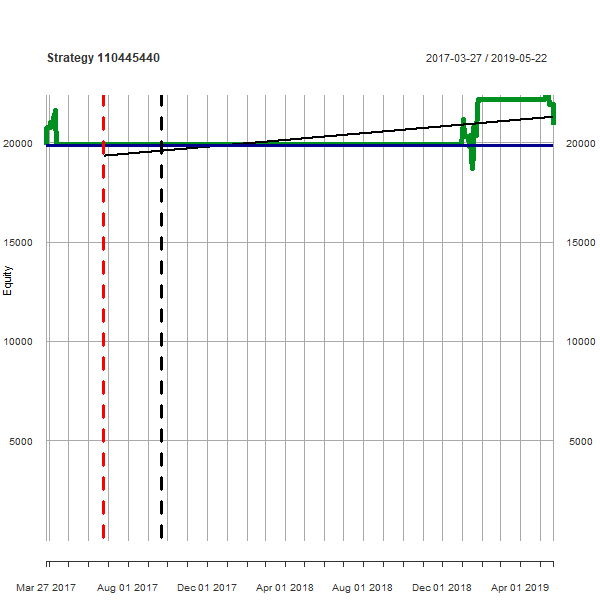 Strategy 110445440
2017-03-27 / 2019-05-22
20000
20000
15000
15000
Equity
10000
10000
5000
5000
Mar 27 2017
Aug 01 2017
Dec 01 2017
Apr 01 2018
Aug 01 2018
Dec 01 2018
Apr 01 2019